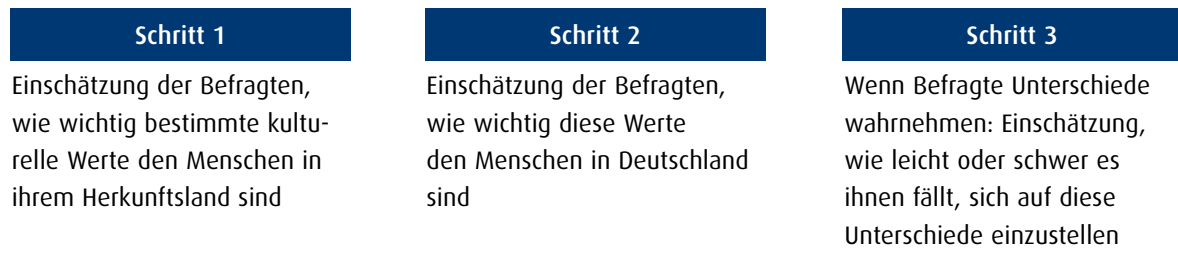 Schritt 1
Einschätzung der Befragten,
wie wichtig bestimmte kultu-
relle Werte den Menschen in
ihrem Herkunftsland sind
Schritt 2
Einschätzung der Befragten,
wie wichtig diese Werte
den Menschen in Deutschland
sind
Schritt 3
Wenn Befragte Unterschiede
wahrnehmen: Einschätzung,
wie leicht oder schwer es
ihnen fällt, sich auf diese
Unterschiede einzustellen